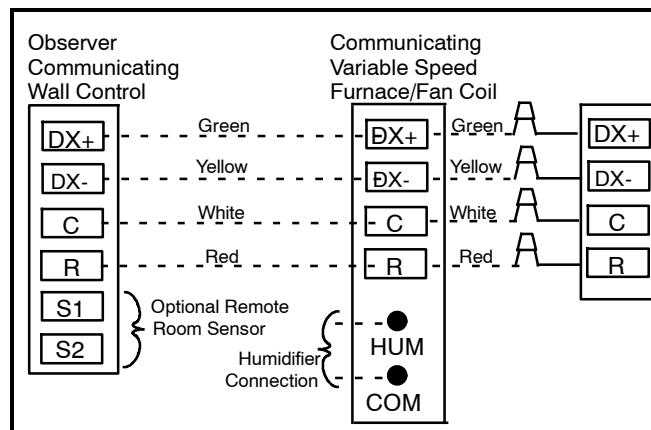 Observer
Communicating
Wall Control
Communicating
Variable Speed
Furnace/Fan Coil
DX+
Green
DX+
Green
DX+
DX-
Yellow
DX-
Yellow
DX-
C
White
C
White
C
R
Red
R
Red
R
S1
S2
Optional Remote
Room Sensor
Humidifier
Connection
HUM
COM